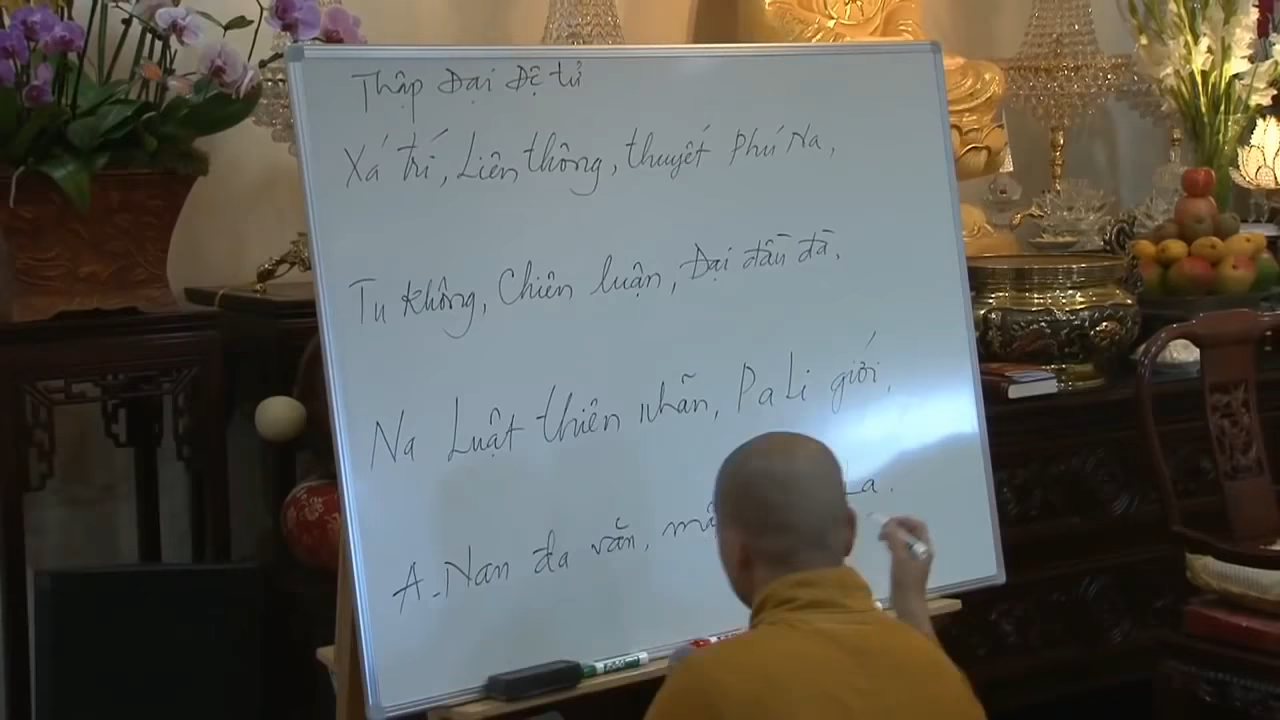 Thập Đại Đệ tử
Xá trí, Liên thông, thuyết Phú Na,
Tu không, Chiên luận, Đại đầu đà.
Na Luật thiên nhãn, Pa Li giới,
A-Nan đa văn, La.